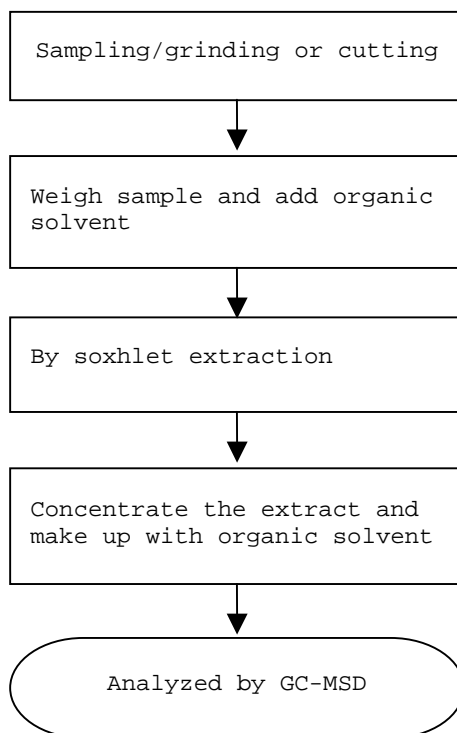 Sampling/grinding or cutting
Weigh sample and add organic
solvent
By soxhlet extraction
Concentrate the extract and
make up with organic solvent
Analyzed by GC-MSD